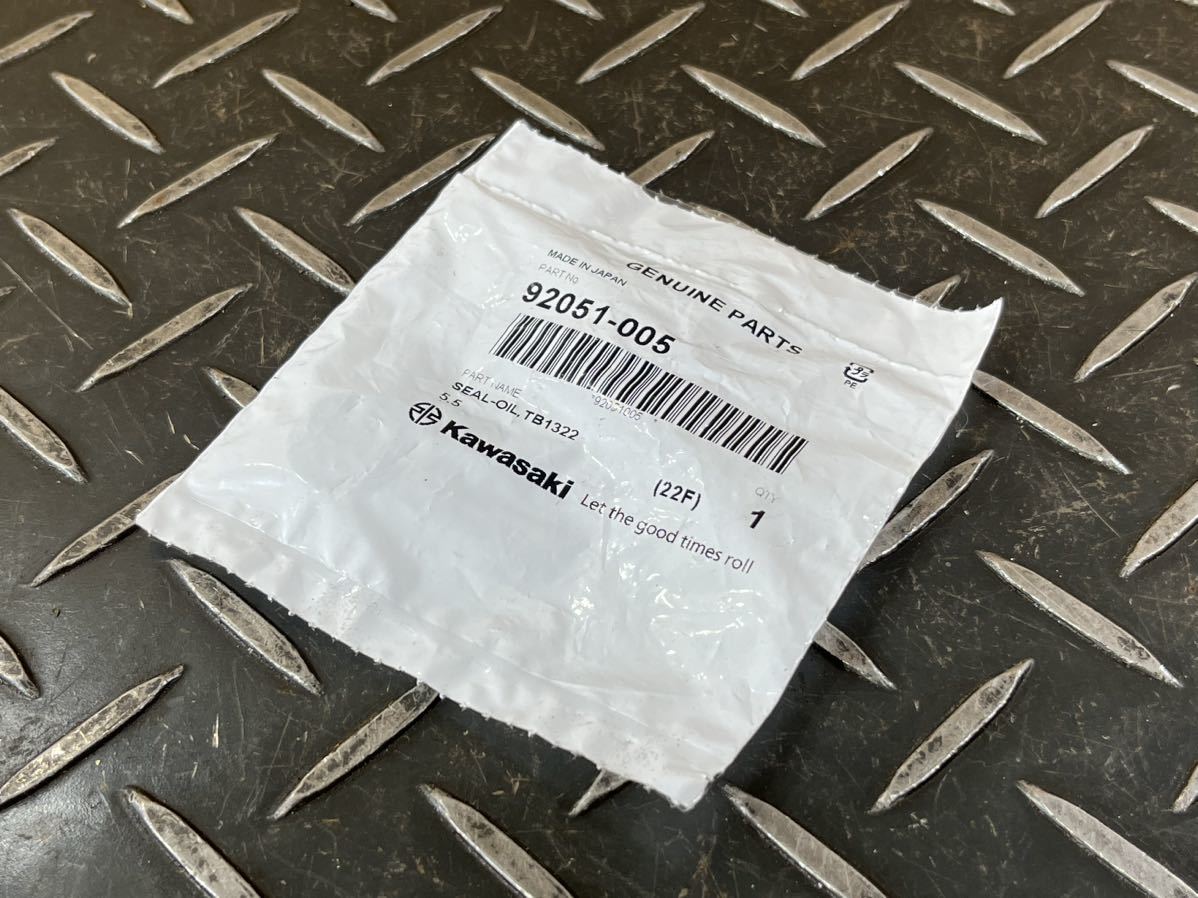 GENUINE PARTS
MADE IN JAPAN
PART No
92051-005
*92051005*
PART NAME
SEAL-OIL, TB1322
5.5
(22F)
QTY
1
Kawasaki
Let the good times roll
PE